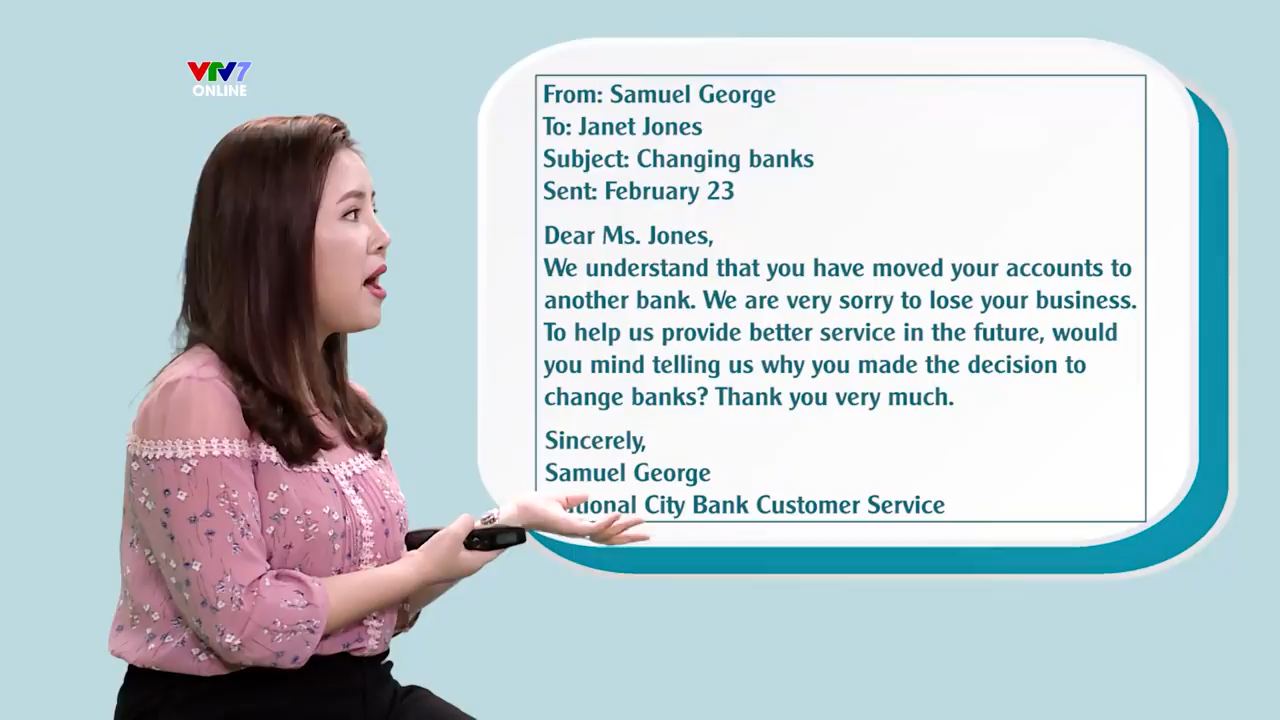 VTV7
ONLINE
From: Samuel George
To: Janet Jones
Subject: Changing banks
Sent: February 23
Dear Ms. Jones,
We understand that you have moved your accounts to
another bank. We are very sorry to lose your business.
To help us provide better service in the future, would
you mind telling us why you made the decision to
change banks? Thank you very much.
Sincerely,
Samuel George
City Bank Customer Service